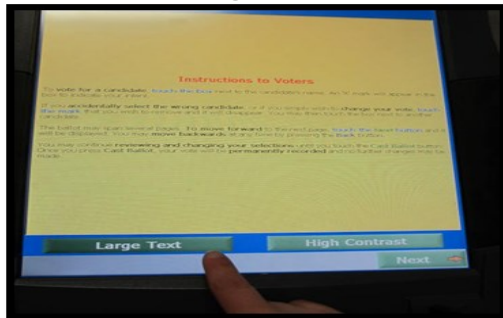 Instructions to Voters
To vote for a candidate, touch the box next to the candidate's name. An 'X' mark will appear in the
box to indicate your intent.
If you accidentally select the wrong candidate, or if you simply wish to change your vote, touch
the mark that you wish to remove and it will disappear. You may then touch the box next to another
candidate.
The ballot may span several pages. To move forward to the next page, touch the Next button and it
will be displayed. You may move backwards at any time by pressing the Back button.
You may continue reviewing and changing your selections until you touch the Cast Ballot button.
Once you press Cast Ballot, your vote will be permanently recorded and no further changes may be
made.
Large Text
High Contrast
Next